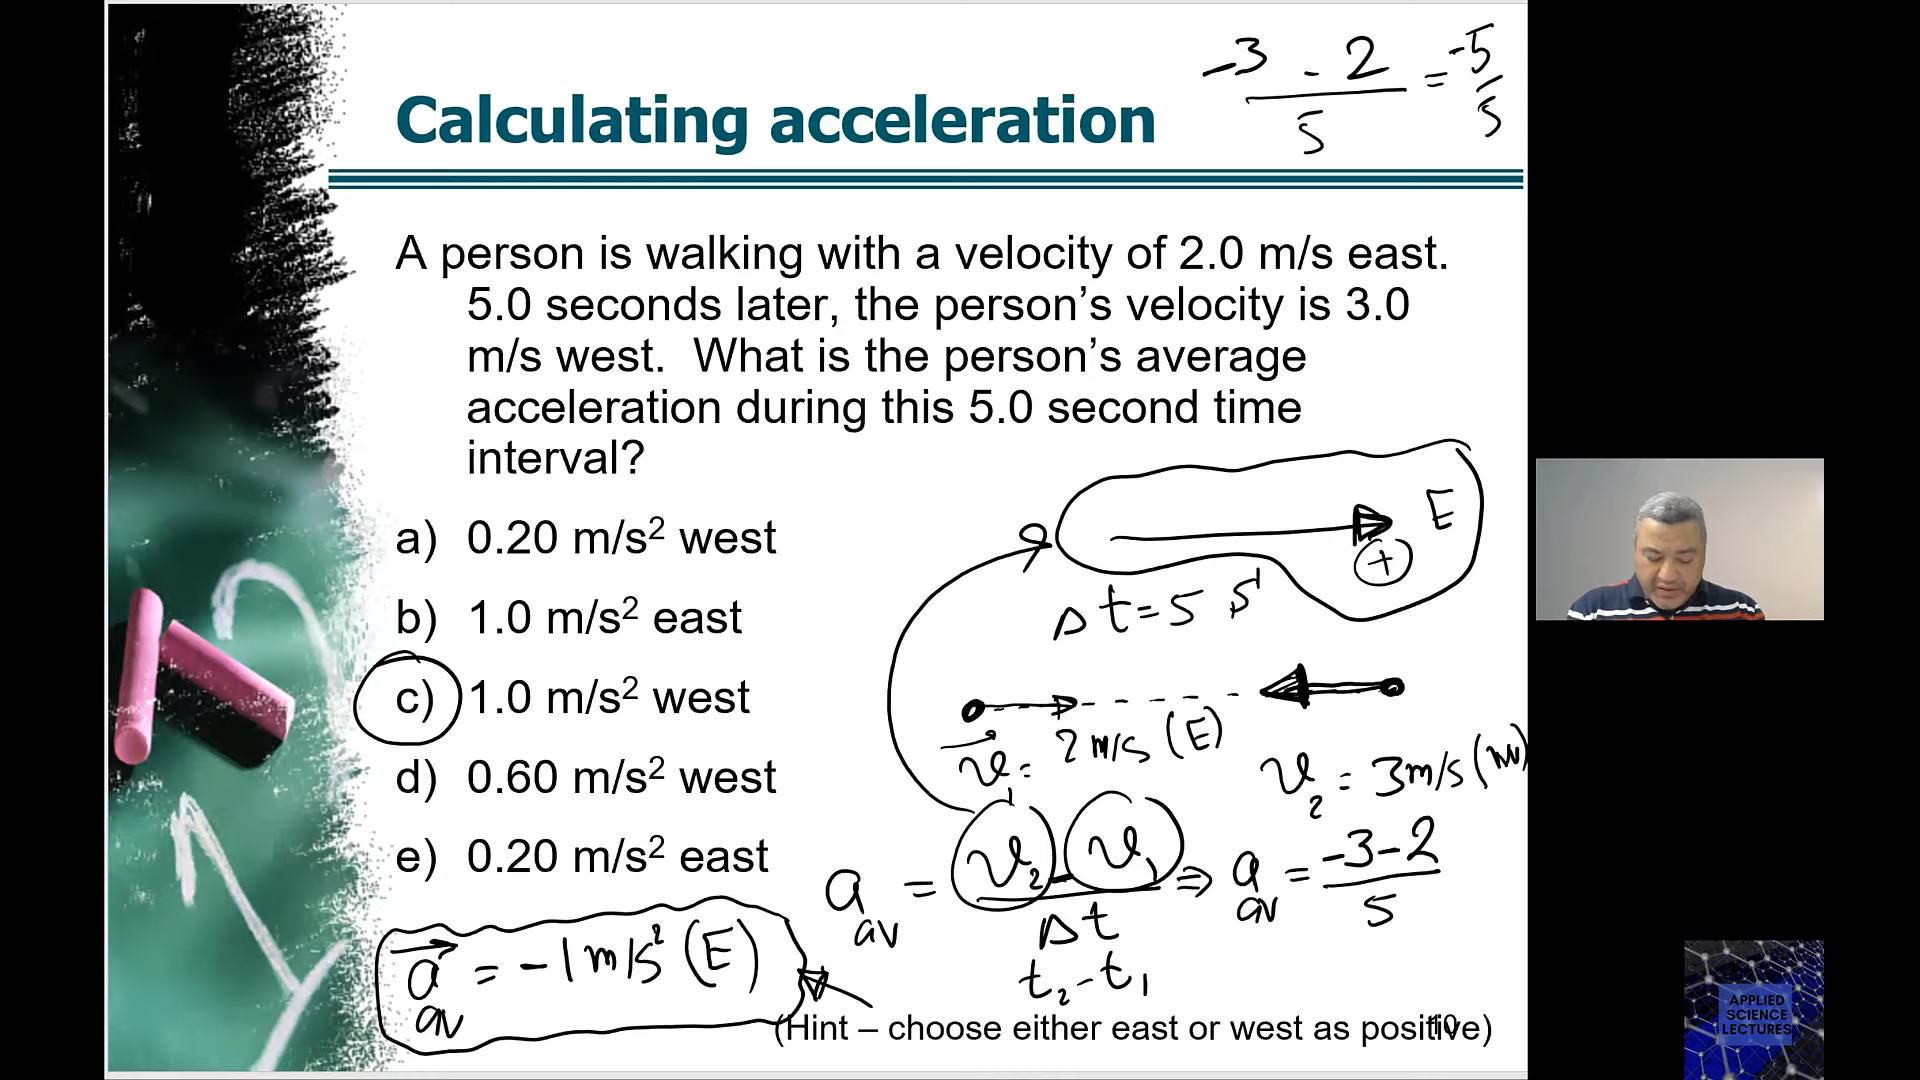 -3 - 2 = -5
5 5
Calculating acceleration
A person is walking with a velocity of 2.0 m/s east.
5.0 seconds later, the person's velocity is 3.0
m/s west. What is the person's average
acceleration during this 5.0 second time
interval?
a) 0.20 m/s² west
b) 1.0 m/s² east
c) 1.0 m/s² west
d) 0.60 m/s² west
e) 0.20 m/s² east
E
+
Δt = 5 s
v₁ = 2 m/s (E)
v₂ = 3 m/s (W)
a_av = v₂ - v₁ ⇒ a_av = -3 - 2
Δt 5
t₂ - t₁
a_av = -1 m/s² (E)
(Hint – choose either east or west as positive)
10
APPLIED
SCIENCE
LECTURES